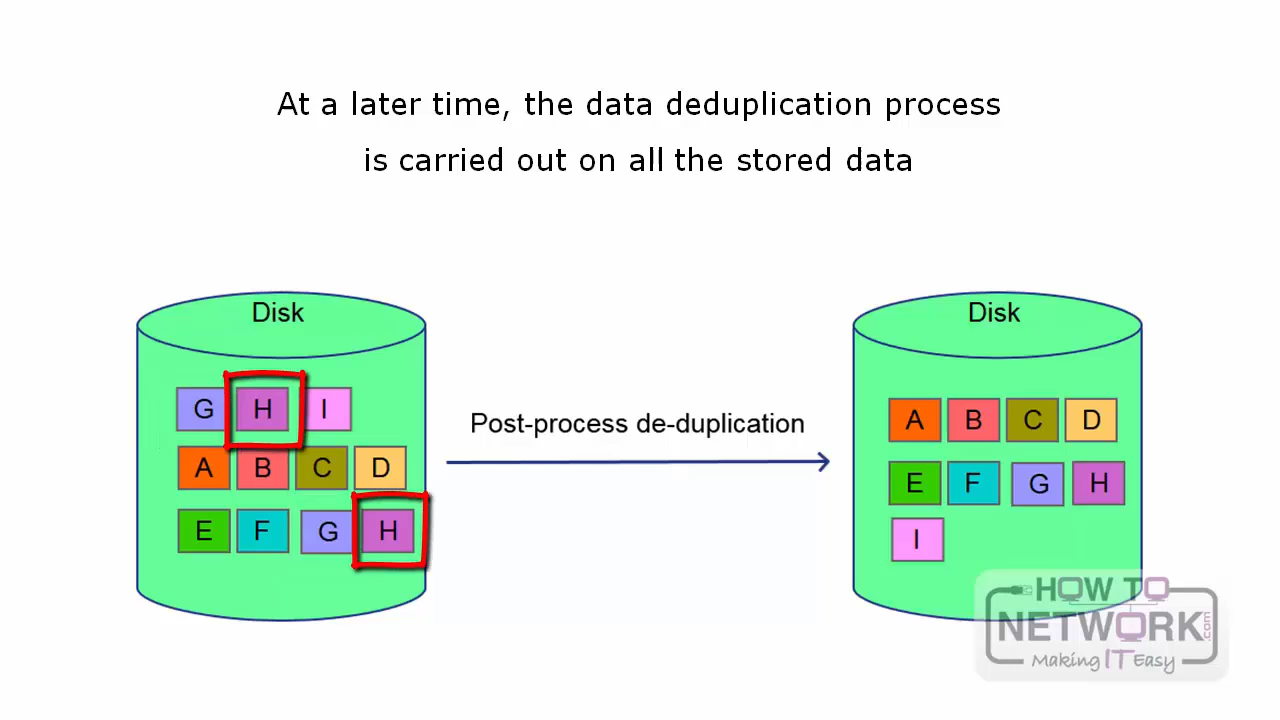 At a later time, the data deduplication process
is carried out on all the stored data
Disk
G H I
A B C D
E F G H
Post-process de-duplication
Disk
A B C D
E F G H
I
HOW TO
NETWORK.com
Making IT Easy